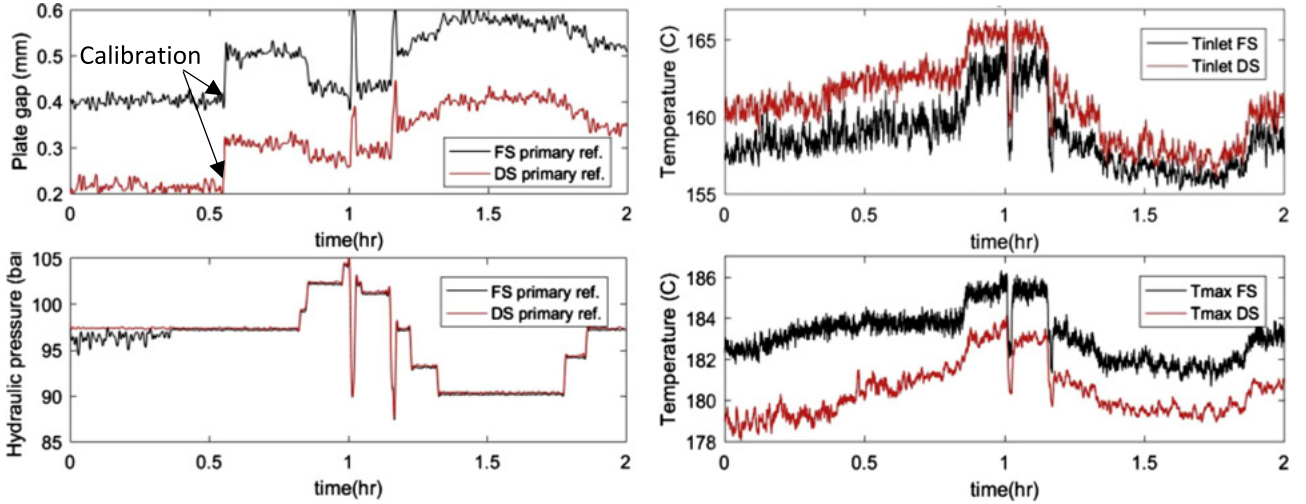 0.6
0.5
0.4
0.3
0.2
Plate gap (mm)
Calibration
FS primary ref.
DS primary ref.
0 0.5 1 1.5 2
time(hr)
165
160
155
Temperature (C)
Tinlet FS
Tinlet DS
0 0.5 1 1.5 2
time(hr)
105
100
95
90
85
Hydraulic pressure (bar
FS primary ref.
DS primary ref.
0 0.5 1 1.5 2
time(hr)
186
184
182
180
178
Temperature (C)
Tmax FS
Tmax DS
0 0.5 1 1.5 2
time(hr)